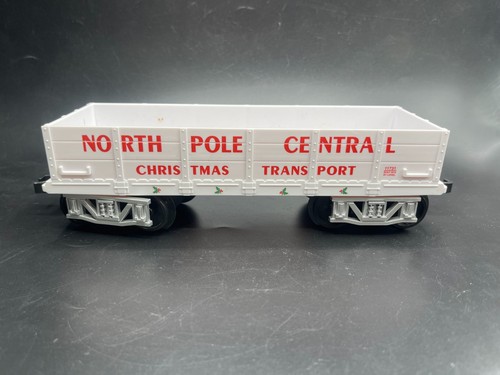 NORTH POLE CENTRAL
CHRISTMAS TRANSPORT